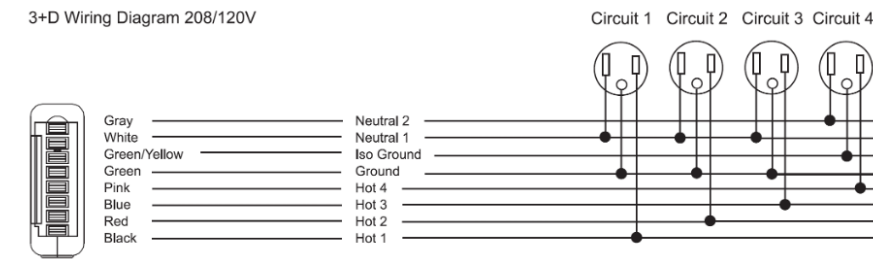 3+D Wiring Diagram 208/120V
Circuit 1 Circuit 2 Circuit 3 Circuit 4
Gray Neutral 2
White Neutral 1
Green/Yellow Iso Ground
Green Ground
Pink Hot 4
Blue Hot 3
Red Hot 2
Black Hot 1